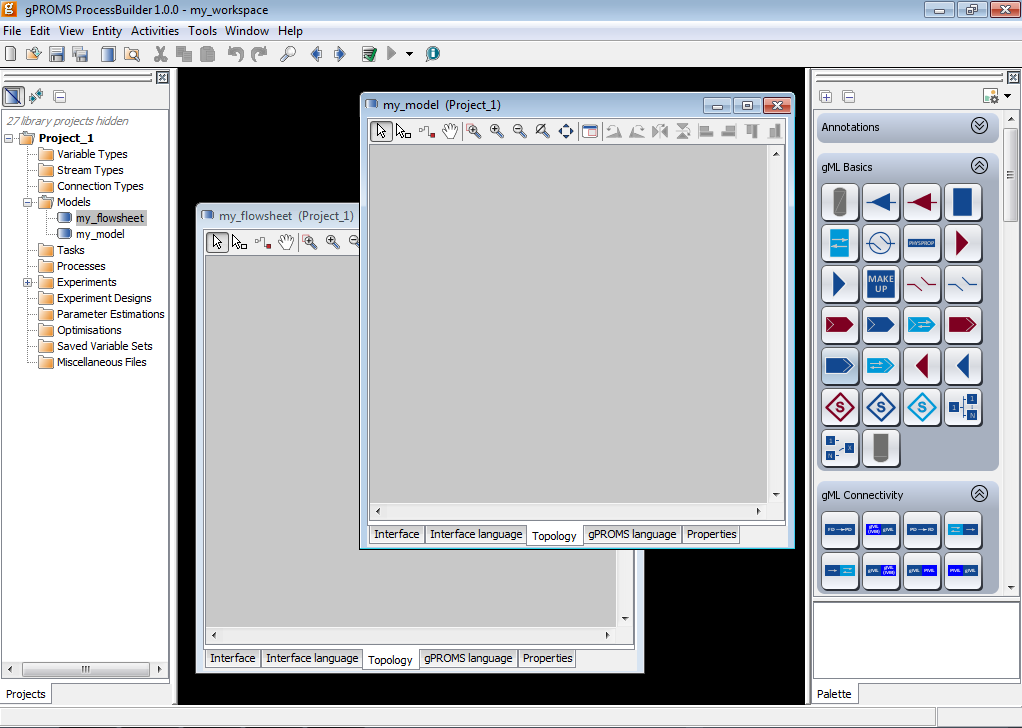 gPROMS ProcessBuilder 1.0.0 - my_workspace
File Edit View Entity Activities Tools Window Help
27 library projects hidden
Project_1
Variable Types
Stream Types
Connection Types
Models
my_flowsheet
my_model
Tasks
Processes
Experiments
Experiment Designs
Parameter Estimations
Optimisations
Saved Variable Sets
Miscellaneous Files
Projects
my_model (Project_1)
Interface Interface language Topology gPROMS language Properties
my_flowsheet (Project_1)
Interface Interface language Topology gPROMS language Properties
Annotations
gML Basics
PHYSPROP
MAKE
UP
S S S
gML Connectivity
Palette